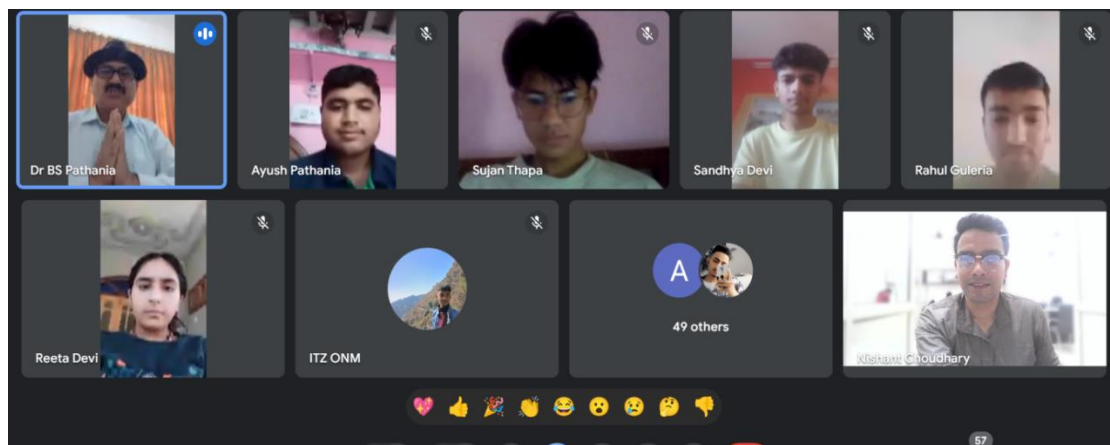 Dr BS Pathania
Ayush Pathania
Sujan Thapa
Sandhya Devi
Rahul Guleria
Reeta Devi
ITZ ONM
A
49 others
Nishant Choudhary
57